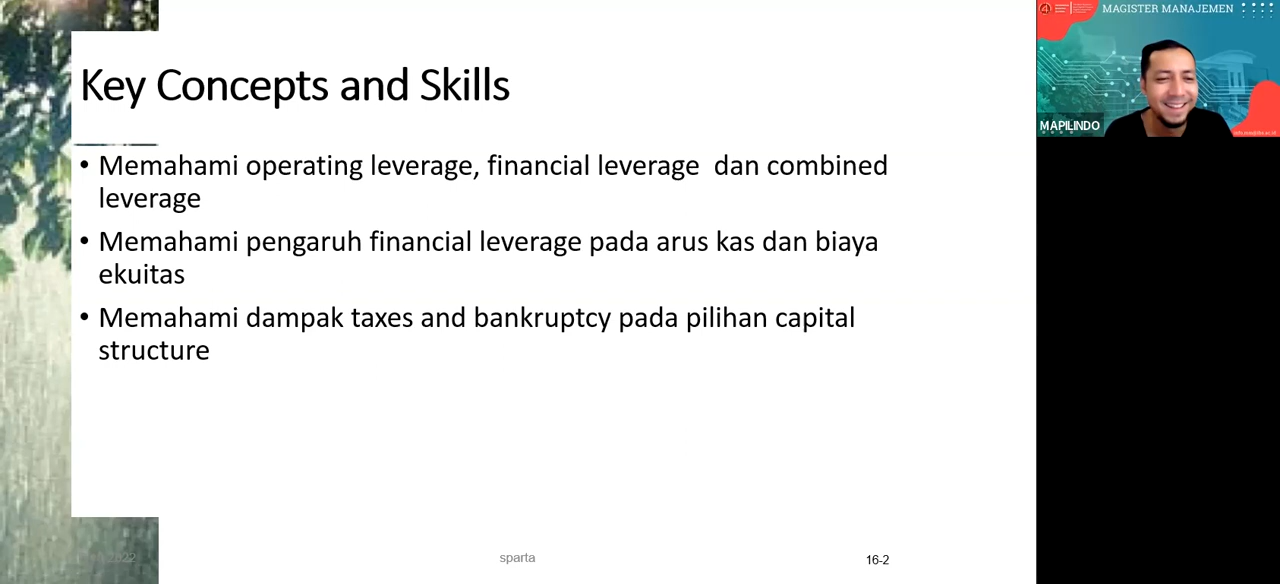 Key Concepts and Skills
• Memahami operating leverage, financial leverage  dan combined
leverage
• Memahami pengaruh financial leverage pada arus kas dan biaya
ekuitas
• Memahami dampak taxes and bankruptcy pada pilihan capital
structure
2022
sparta
16-2
MAGISTER MANAJEMEN
MAPILINDO